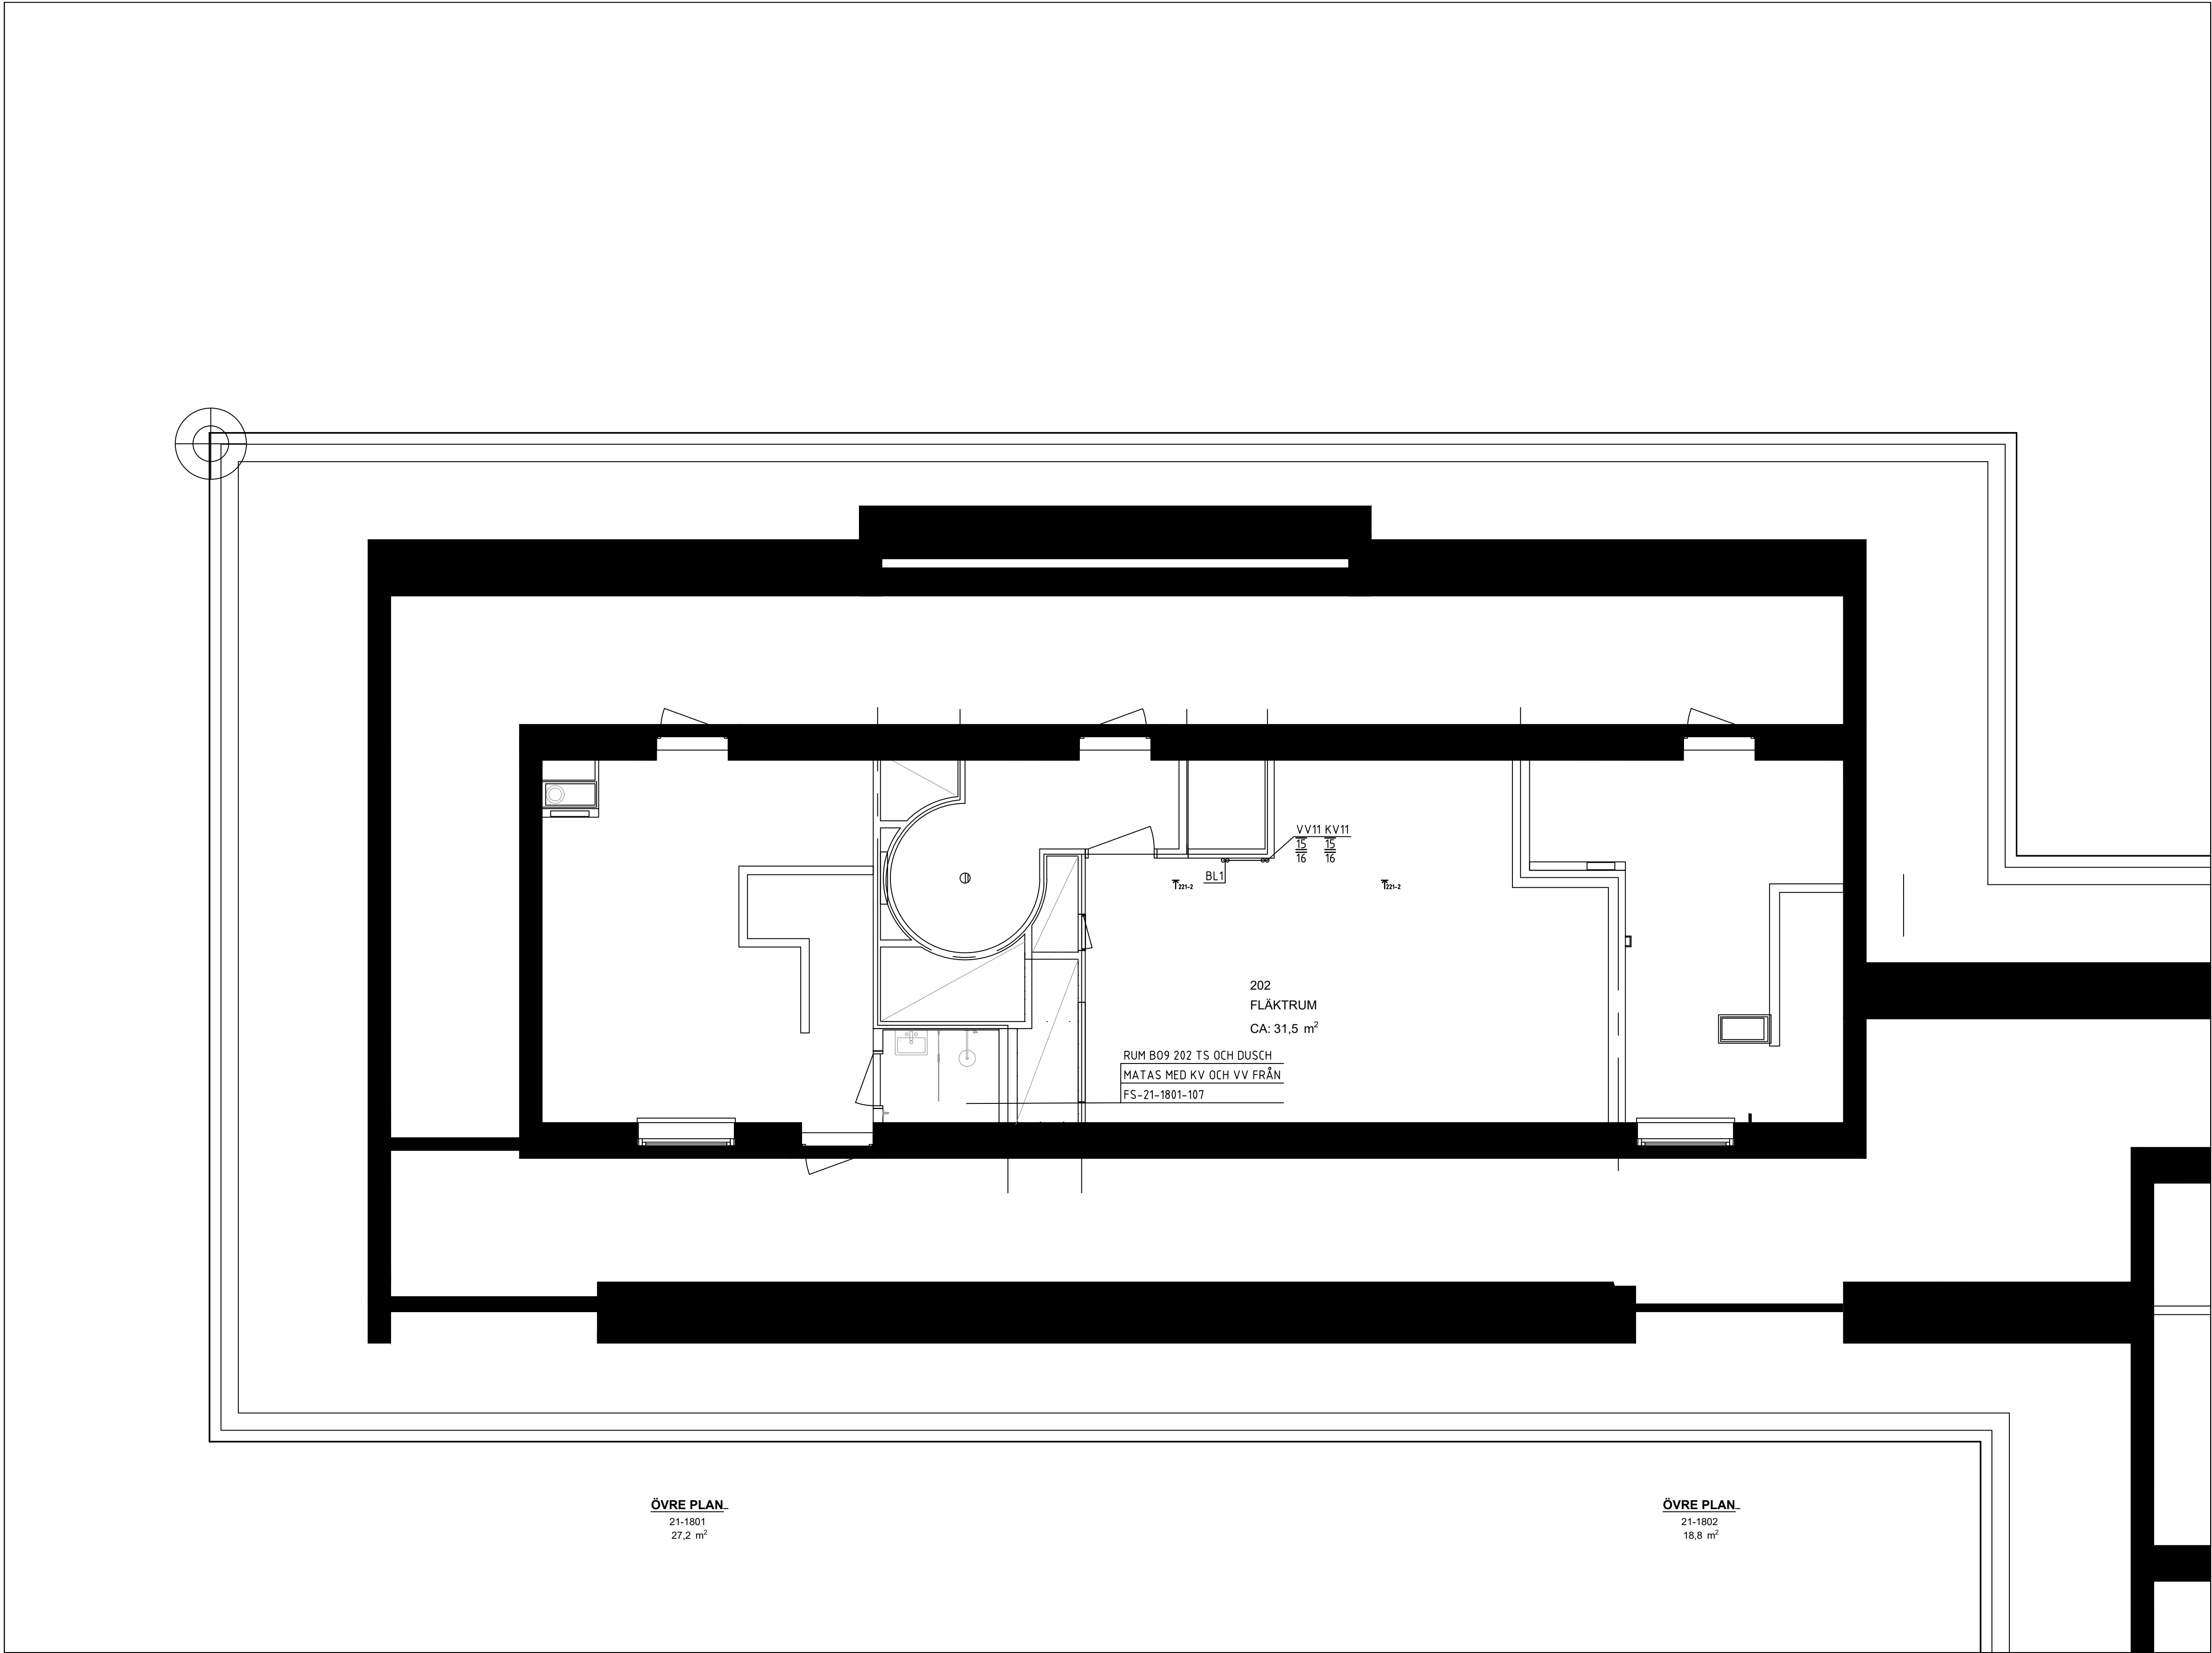 VV11 KV11
15 15
16 16
BL1
221-2
221-2
202
FLÄKTRUM
CA: 31,5 m²
RUM B09 202 TS OCH DUSCH
MATAS MED KV OCH VV FRÅN
FS-21-1801-107
ÖVRE PLAN
21-1801
27,2 m²
ÖVRE PLAN
21-1802
18,8 m²